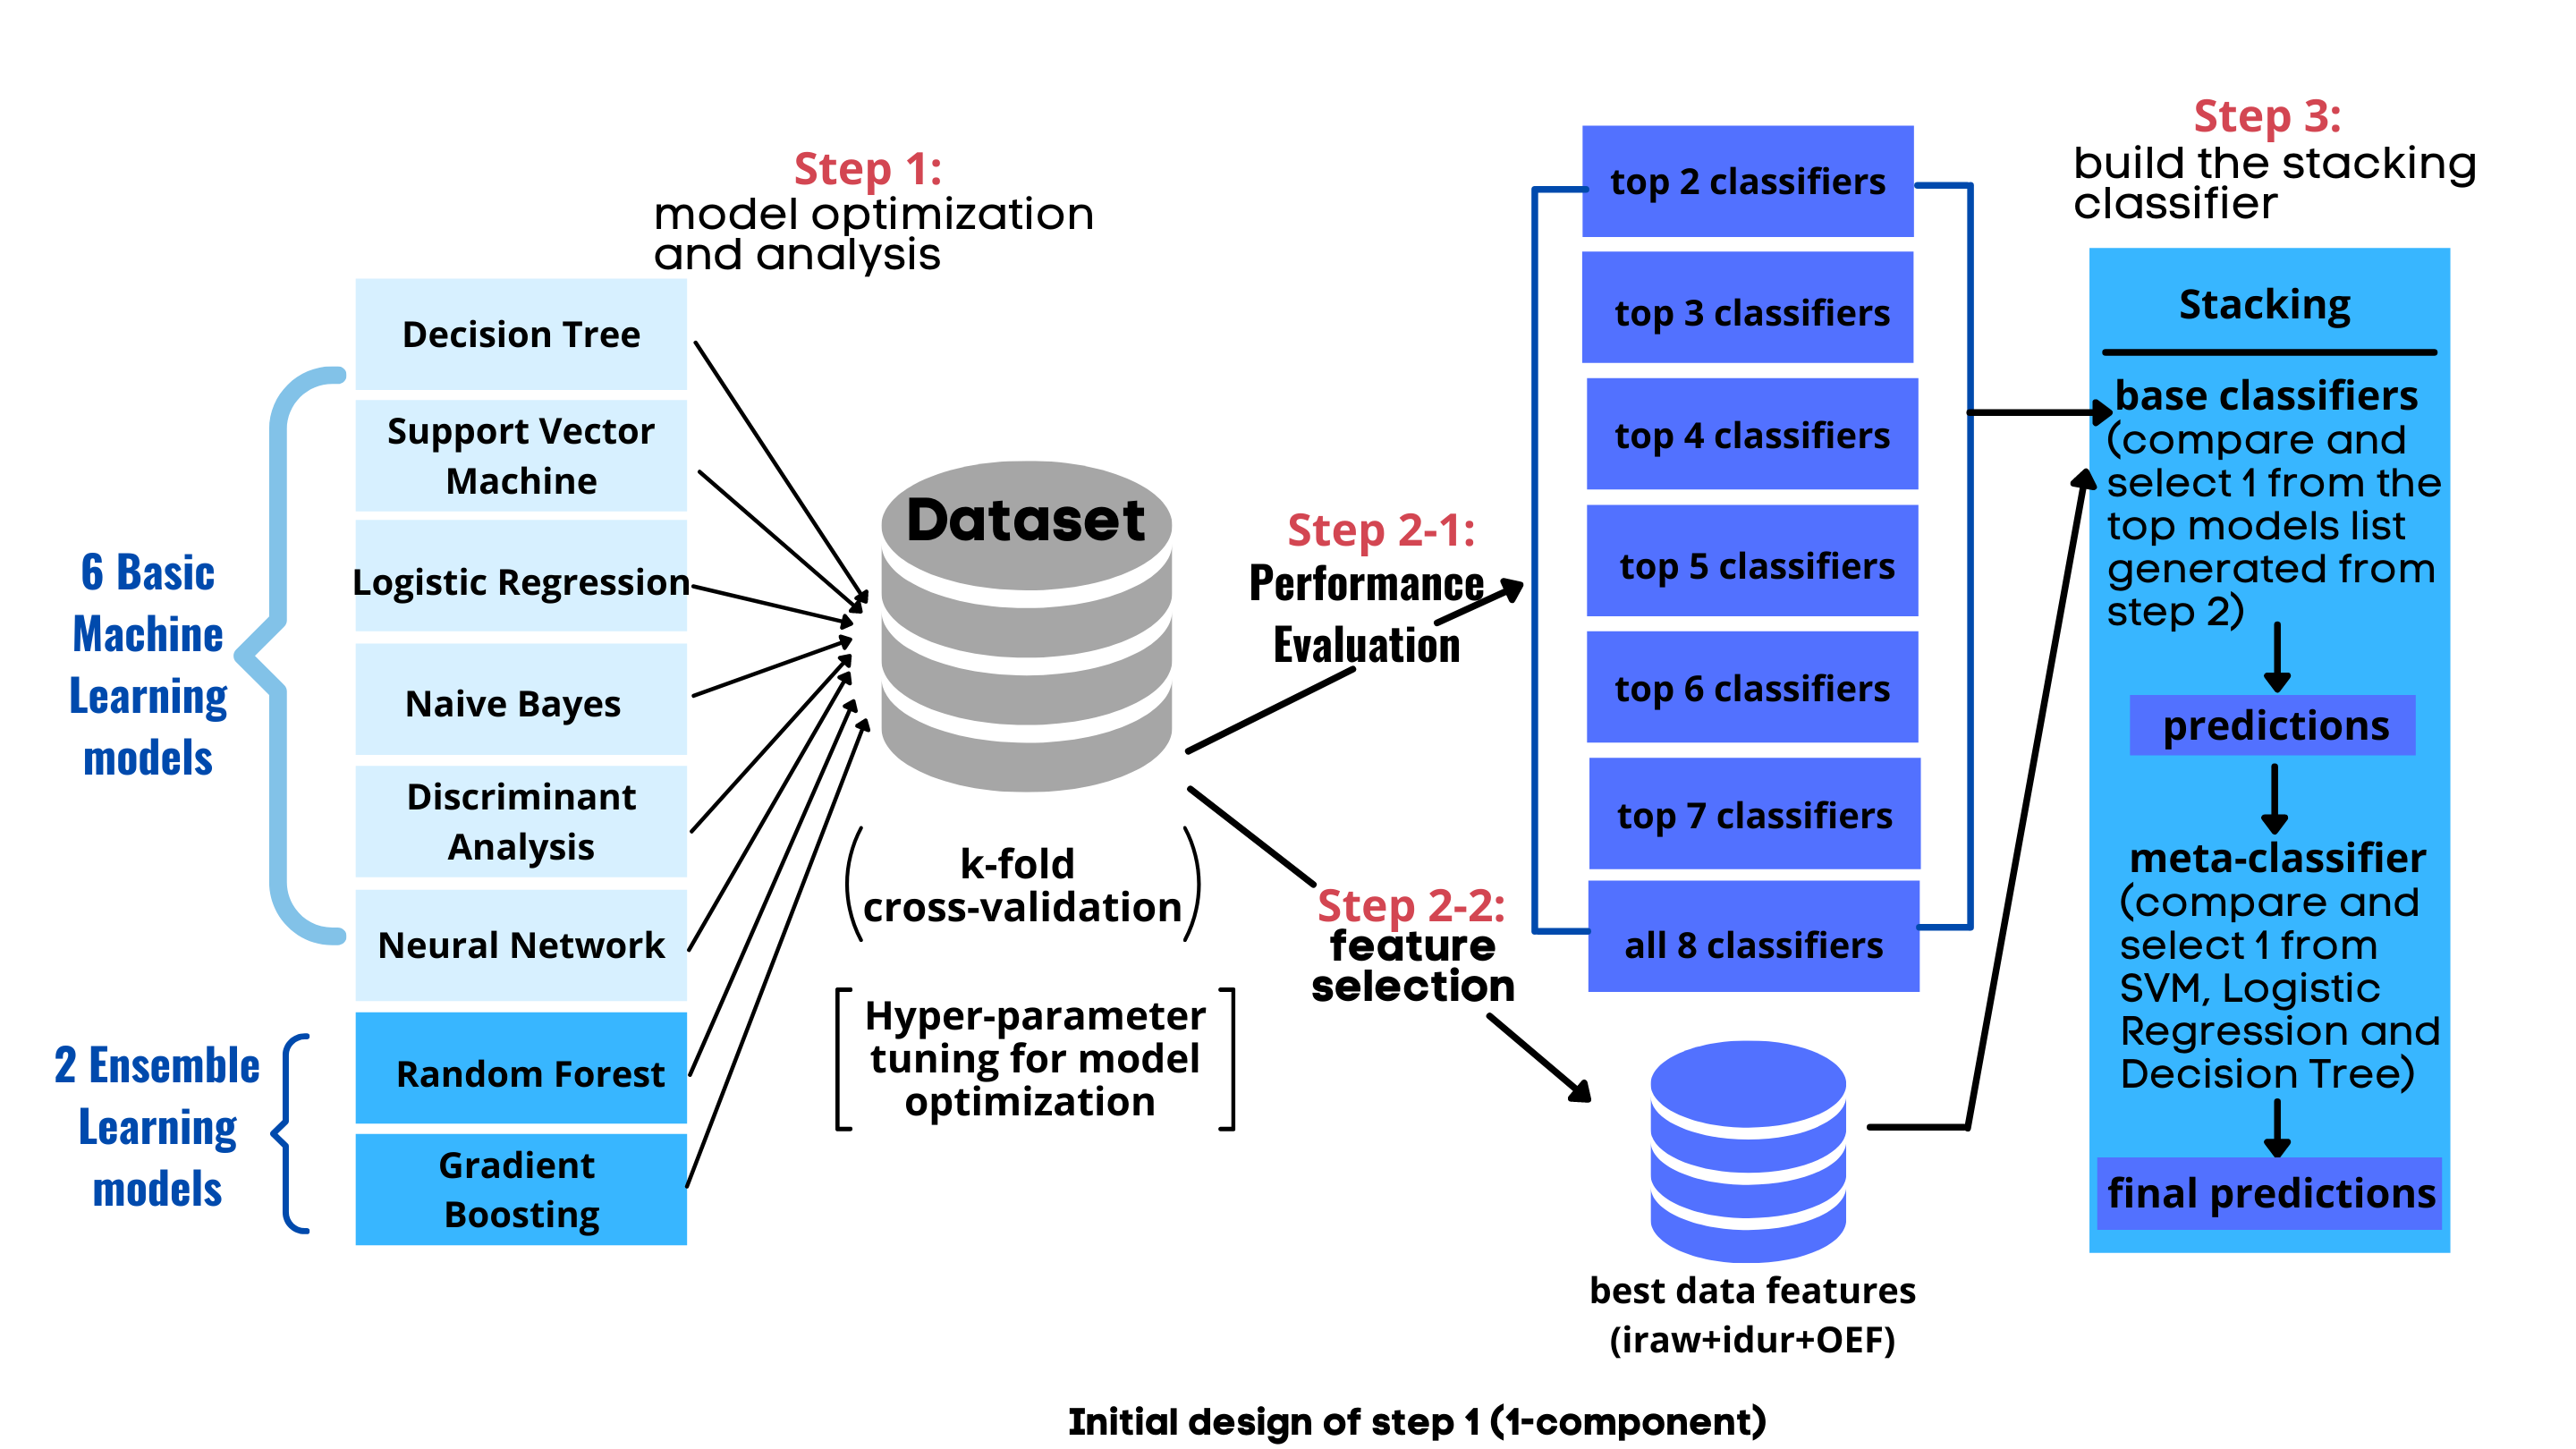 Step 1:
model optimization
and analysis
6 Basic
Machine
Learning
models
Decision Tree
Support Vector
Machine
Logistic Regression
Naive Bayes
Discriminant
Analysis
Neural Network
2 Ensemble
Learning
models
Random Forest
Gradient
Boosting
Dataset
k-fold
cross-validation
Hyper-parameter
tuning for model
optimization
Step 2-1:
Performance
Evaluation
Step 2-2:
feature
selection
top 2 classifiers
top 3 classifiers
top 4 classifiers
top 5 classifiers
top 6 classifiers
top 7 classifiers
all 8 classifiers
best data features
(iraw+idur+OEF)
Step 3:
build the stacking
classifier
Stacking
base classifiers
(compare and
select 1 from the
top models list
generated from
step 2)
predictions
meta-classifier
(compare and
select 1 from
SVM, Logistic
Regression and
Decision Tree)
final predictions
Initial design of step 1 (1-component)